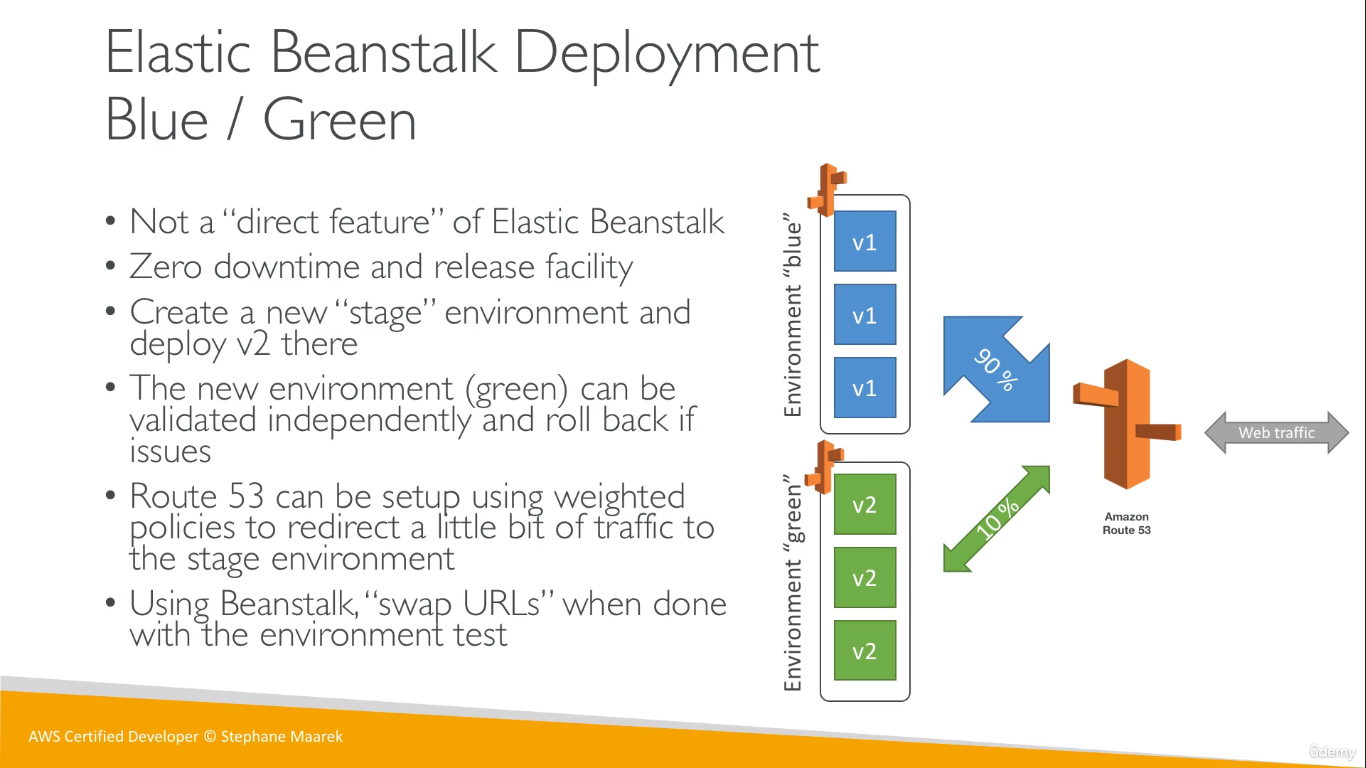 Elastic Beanstalk Deployment
Blue / Green
• Not a “direct feature” of Elastic Beanstalk
• Zero downtime and release facility
• Create a new “stage” environment and
deploy v2 there
• The new environment (green) can be
validated independently and roll back if
issues
• Route 53 can be setup using weighted
policies to redirect a little bit of traffic to
the stage environment
• Using Beanstalk, “swap URLs” when done
with the environment test
Environment “blue”
v1
v1
v1
Environment “green”
v2
v2
v2
90 %
10 %
Amazon
Route 53
Web traffic
AWS Certified Developer © Stephane Maarek
ûdemy